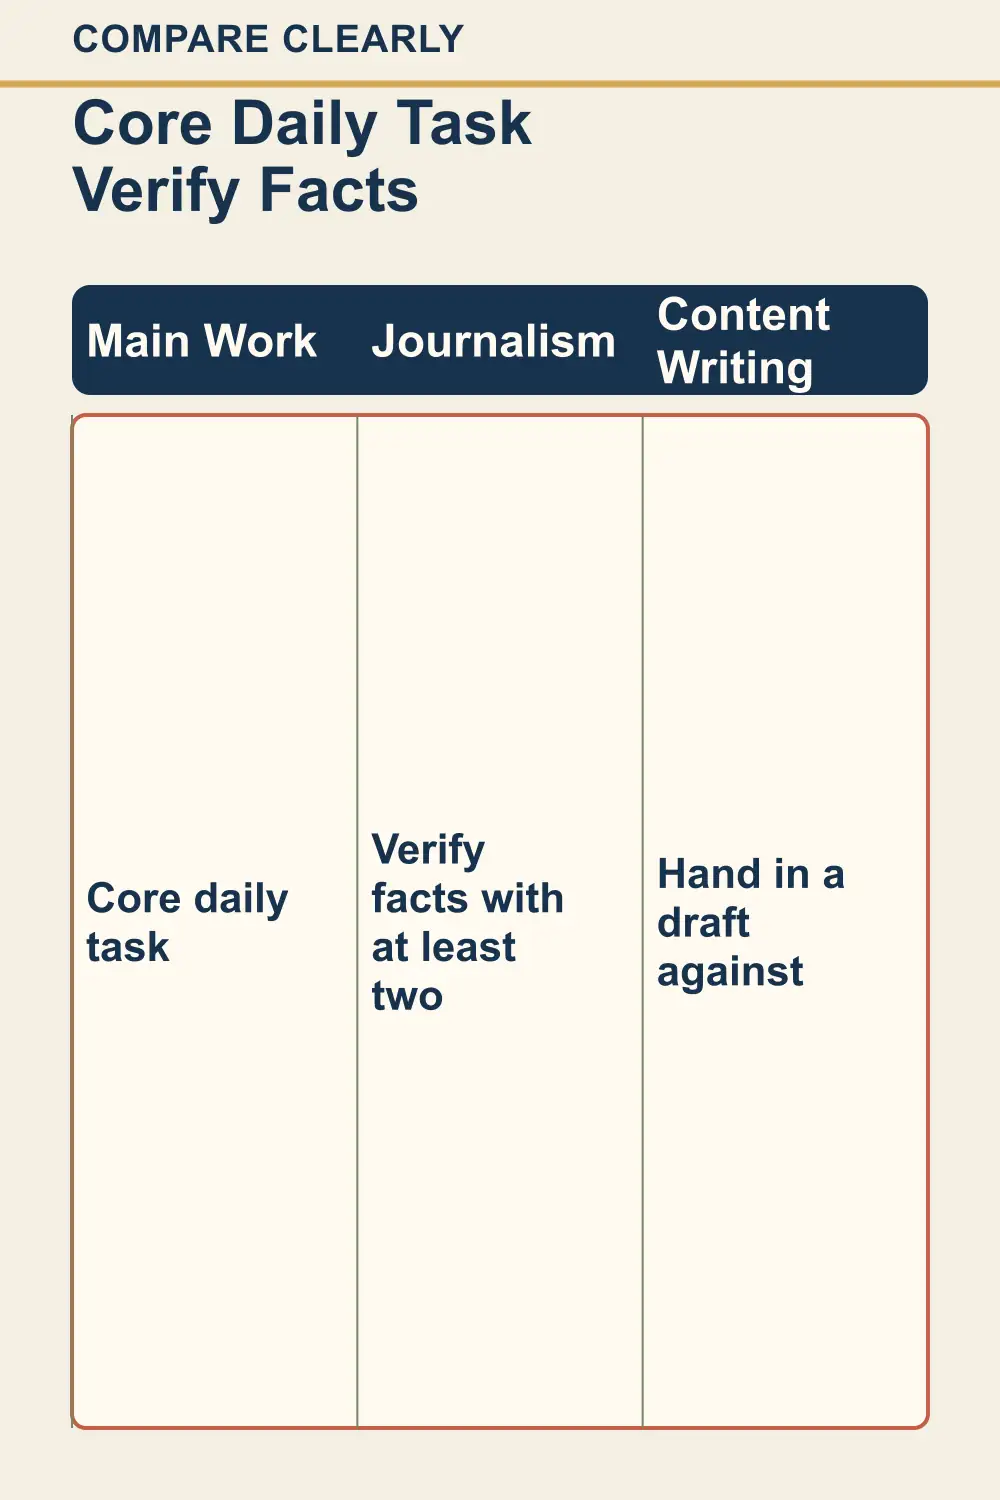 COMPARE CLEARLY
Core Daily Task
Verify Facts
Main Work
Journalism
Content
Writing
Core daily
task
Verify
facts with
at least
two
Hand in a
draft
against